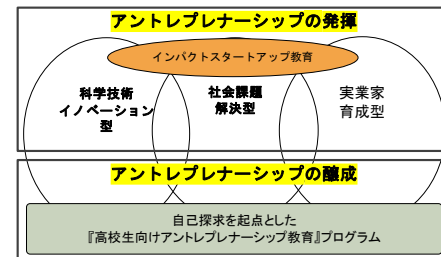 アントレプレナーシップの発揮
インパクトスタートアップ教育
科学技術
イノベーション
型
社会課題
解決型
実業家
育成型
アントレプレナーシップの醸成
自己探求を起点とした
『高校生向けアントレプレナーシップ教育』プログラム